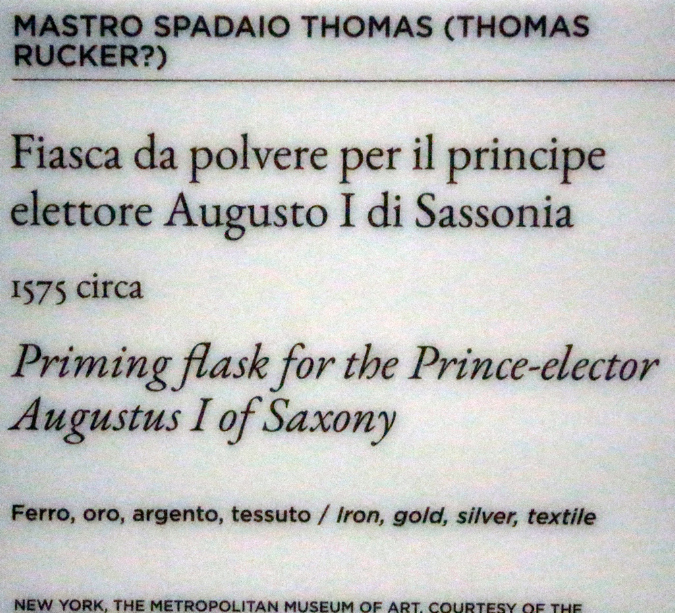 MASTRO SPADAIO THOMAS (THOMAS
RUCKER?)
Fiasca da polvere per il principe
elettore Augusto I di Sassonia
1575 circa
Priming flask for the Prince-elector
Augustus I of Saxony
Ferro, oro, argento, tessuto / Iron, gold, silver, textile
NEW YORK, THE METROPOLITAN MUSEUM OF ART, COURTESY OF THE